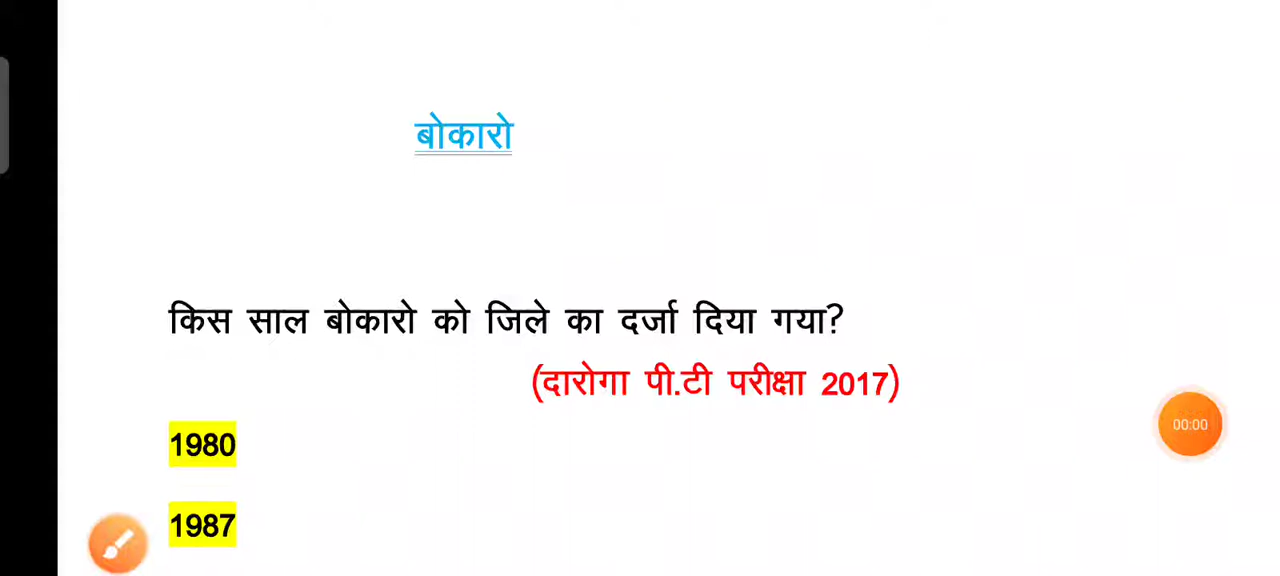 बोकारो
किस साल बोकारो को जिले का दर्जा दिया गया?
(दारोगा पी.टी परीक्षा 2017)
1980
00:00
1987